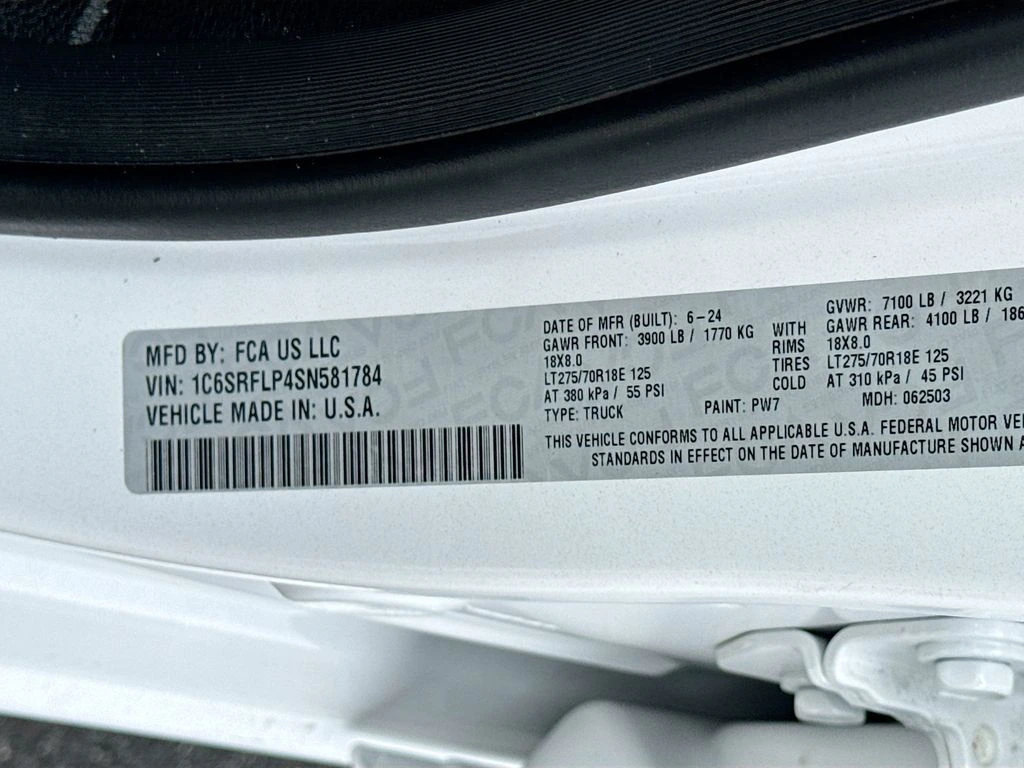 MFD BY: FCA US LLC
VIN: 1C6SRFLP4SN581784
VEHICLE MADE IN: U.S.A.
DATE OF MFR (BUILT): 6-24
GVWR: 7100 LB / 3221 KG
GAWR FRONT: 3900 LB / 1770 KG WITH GAWR REAR: 4100 LB / 186
18X8.0 RIMS 18X8.0
LT275/70R18E 125 TIRES LT275/70R18E 125
AT 380 kPa / 55 PSI COLD AT 310 kPa / 45 PSI
TYPE: TRUCK PAINT: PW7 MDH: 062503
THIS VEHICLE CONFORMS TO ALL APPLICABLE U.S.A. FEDERAL MOTOR VE
STANDARDS IN EFFECT ON THE DATE OF MANUFACTURE SHOWN A